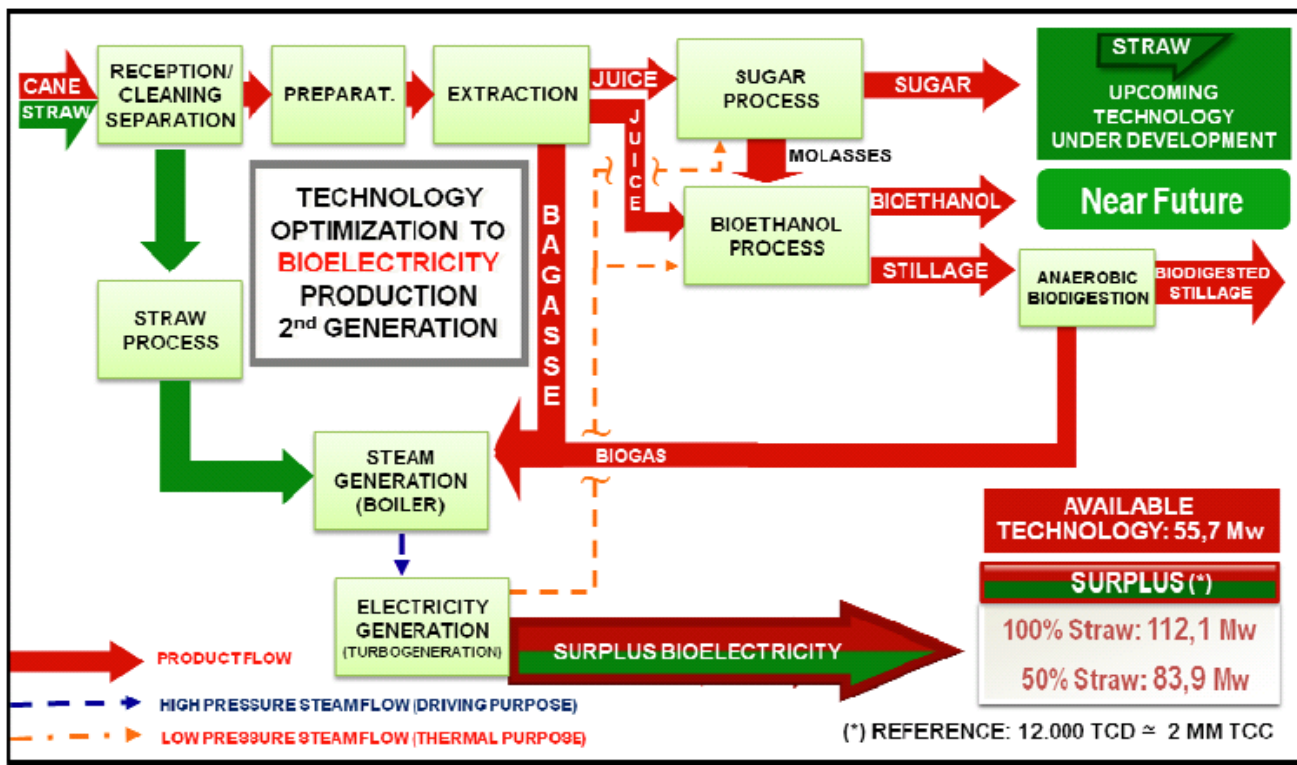 CANE
STRAW
RECEPTION/
CLEANING
SEPARATION
PREPARAT.
EXTRACTION
JUICE
SUGAR
PROCESS
SUGAR
STRAW
UPCOMING
TECHNOLOGY
UNDER DEVELOPMENT
Near Future
JUICE
MOLASSES
BIOETHANOL
PROCESS
BIOETHANOL
STILLAGE
ANAEROBIC
BIODIGESTION
BIODIGESTED
STILLAGE
TECHNOLOGY
OPTIMIZATION TO
BIOELECTRICITY
PRODUCTION
2nd GENERATION
BAGASSE
STRAW
PROCESS
STEAM
GENERATION
(BOILER)
BIOGAS
ELECTRICITY
GENERATION
(TURBOGENERATION)
SURPLUS BIOELECTRICITY
AVAILABLE
TECHNOLOGY: 55,7 Mw
SURPLUS (*)
100% Straw: 112,1 Mw
50% Straw: 83,9 Mw
PRODUCT FLOW
HIGH PRESSURE STEAM FLOW (DRIVING PURPOSE)
LOW PRESSURE STEAM FLOW (THERMAL PURPOSE)
(*) REFERENCE: 12.000 TCD ≃ 2 MM TCC